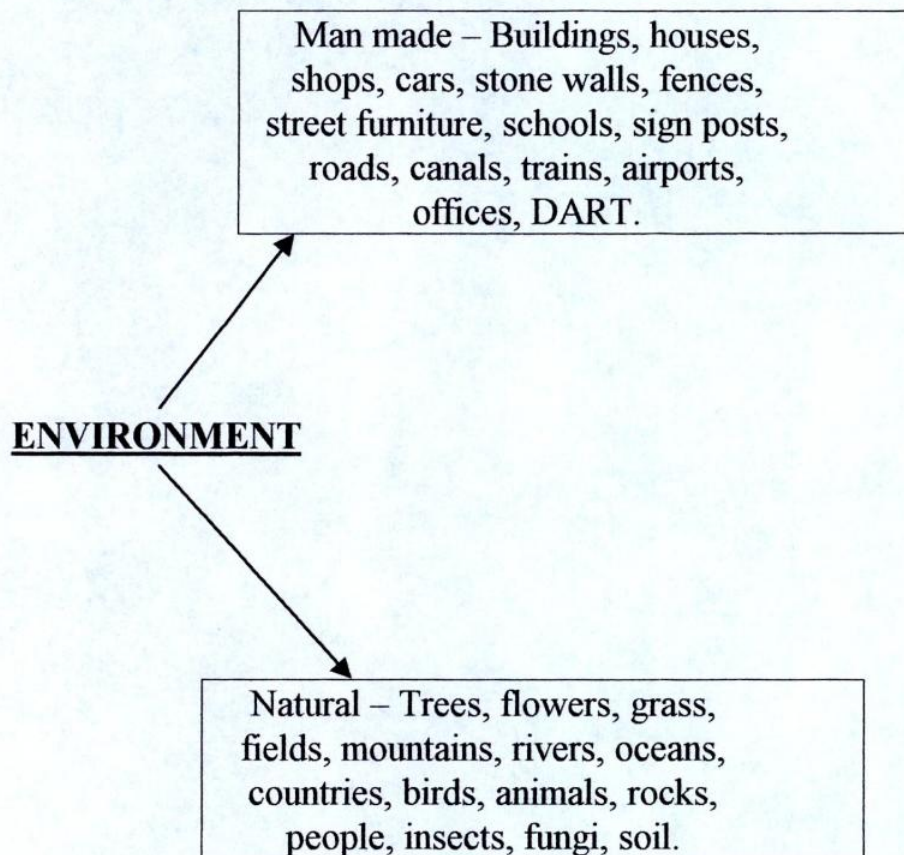 Man made – Buildings, houses,
shops, cars, stone walls, fences,
street furniture, schools, sign posts,
roads, canals, trains, airports,
offices, DART.
ENVIRONMENT
Natural – Trees, flowers, grass,
fields, mountains, rivers, oceans,
countries, birds, animals, rocks,
people, insects, fungi, soil.